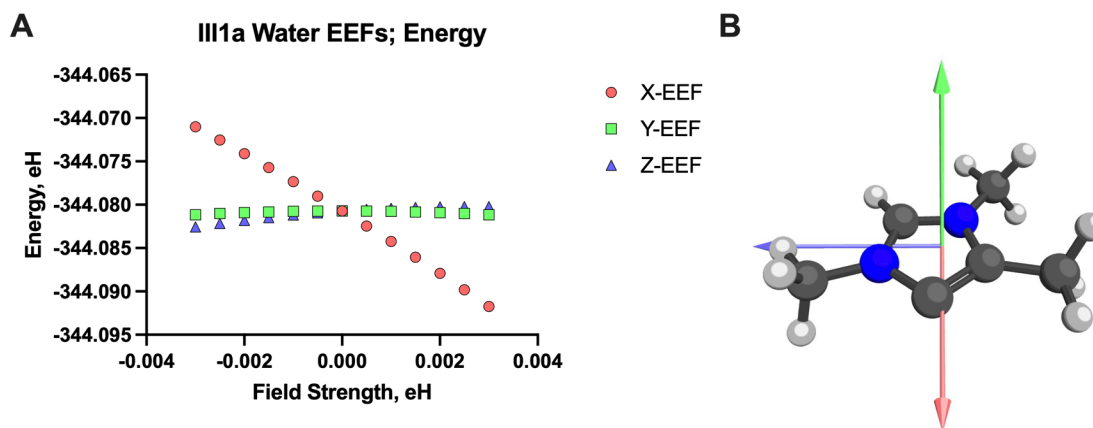 A
B
III1a Water EEFs; Energy
-344.065
-344.070
-344.075
-344.080
-344.085
-344.090
-344.095
Energy, eH
-0.004 -0.002 0.000 0.002 0.004
Field Strength, eH
X-EEF
Y-EEF
Z-EEF